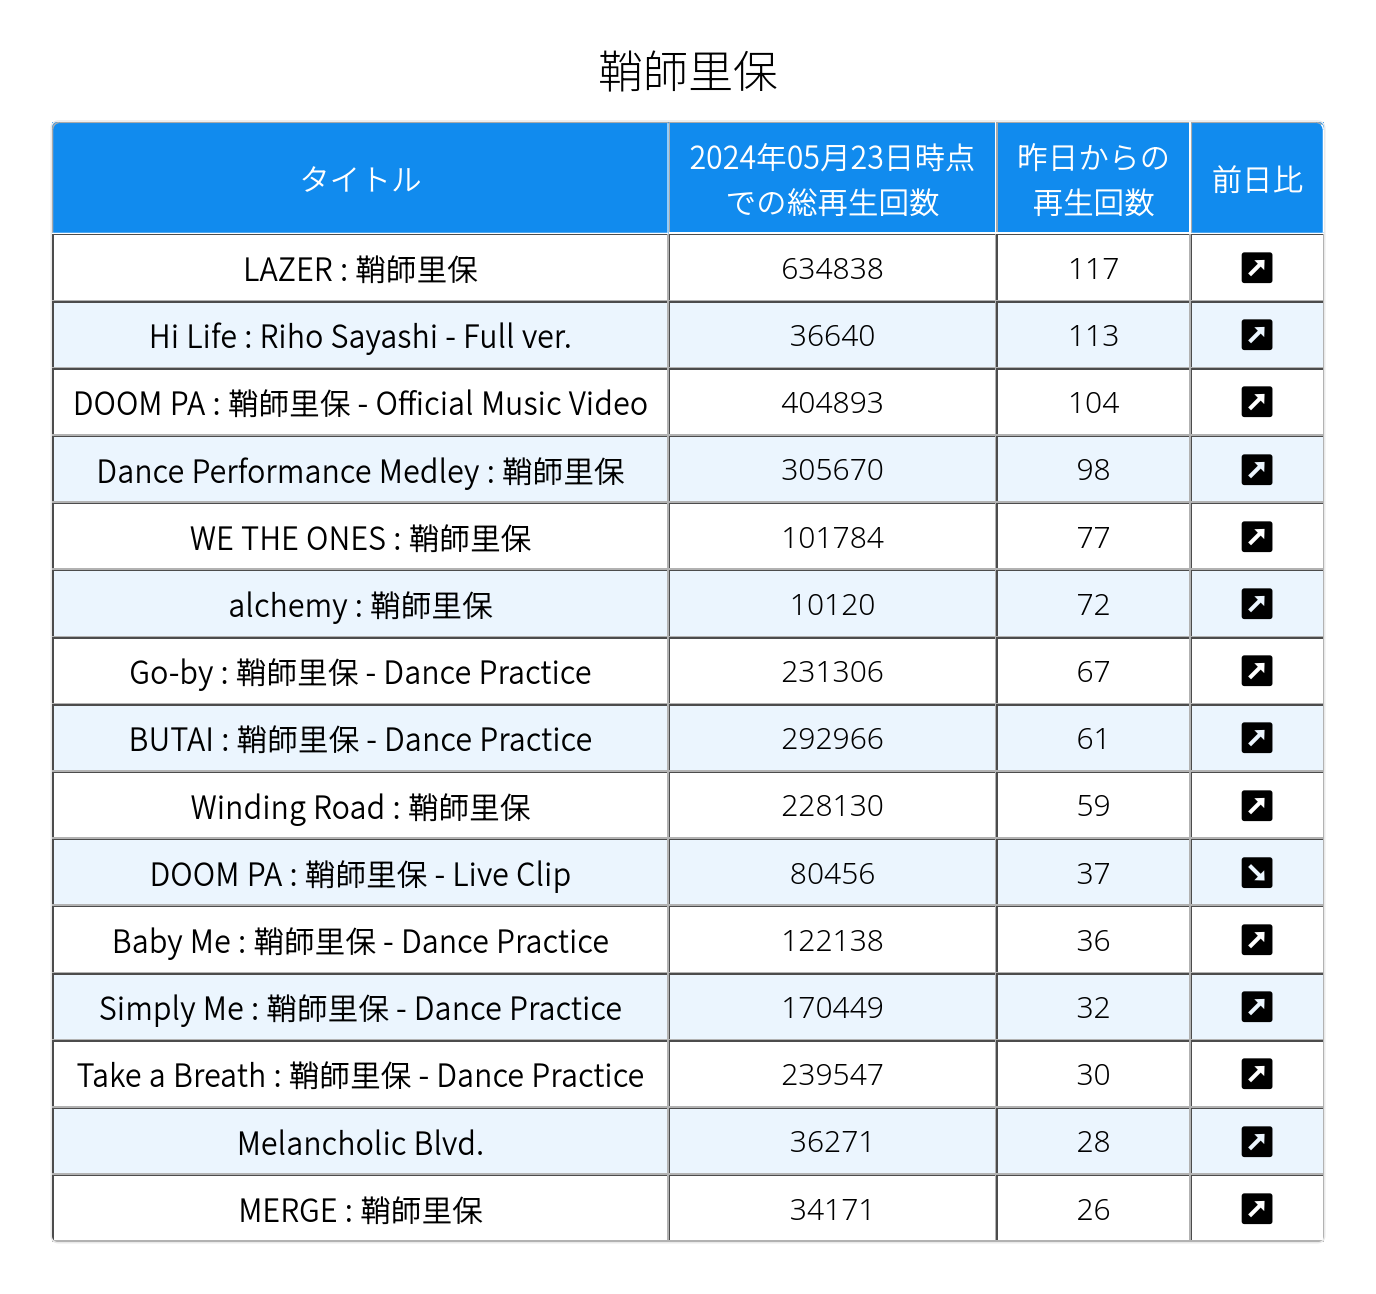 鞘師里保
タイトル
2024年05月23日時点
での総再生回数
昨日からの
再生回数
前日比
LAZER : 鞘師里保 634838 117
Hi Life : Riho Sayashi - Full ver. 36640 113
DOOM PA : 鞘師里保 - Official Music Video 404893 104
Dance Performance Medley : 鞘師里保 305670 98
WE THE ONES : 鞘師里保 101784 77
alchemy : 鞘師里保 10120 72
Go-by : 鞘師里保 - Dance Practice 231306 67
BUTAI : 鞘師里保 - Dance Practice 292966 61
Winding Road : 鞘師里保 228130 59
DOOM PA : 鞘師里保 - Live Clip 80456 37
Baby Me : 鞘師里保 - Dance Practice 122138 36
Simply Me : 鞘師里保 - Dance Practice 170449 32
Take a Breath : 鞘師里保 - Dance Practice 239547 30
Melancholic Blvd. 36271 28
MERGE : 鞘師里保 34171 26